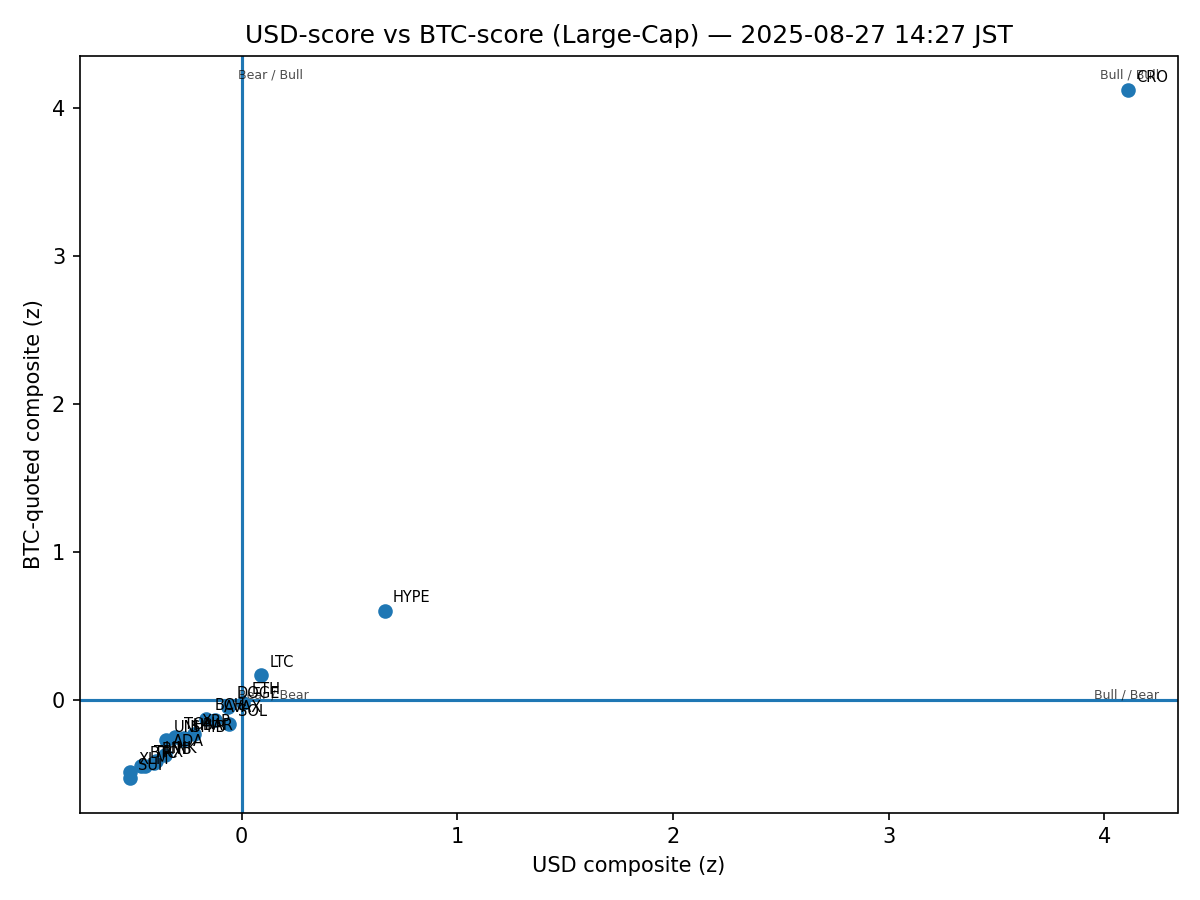 USD-score vs BTC-score (Large-Cap) — 2025-08-27 14:27 JST
Bear / Bull
Bull / Bull
CRO
4
3
2
1
0
BTC-quoted composite (z)
HYPE
LTC
ETH
DOGE
Bear
Bull / Bear
SOL
ADA
XLM
SUI
0
1
2
3
4
USD composite (z)